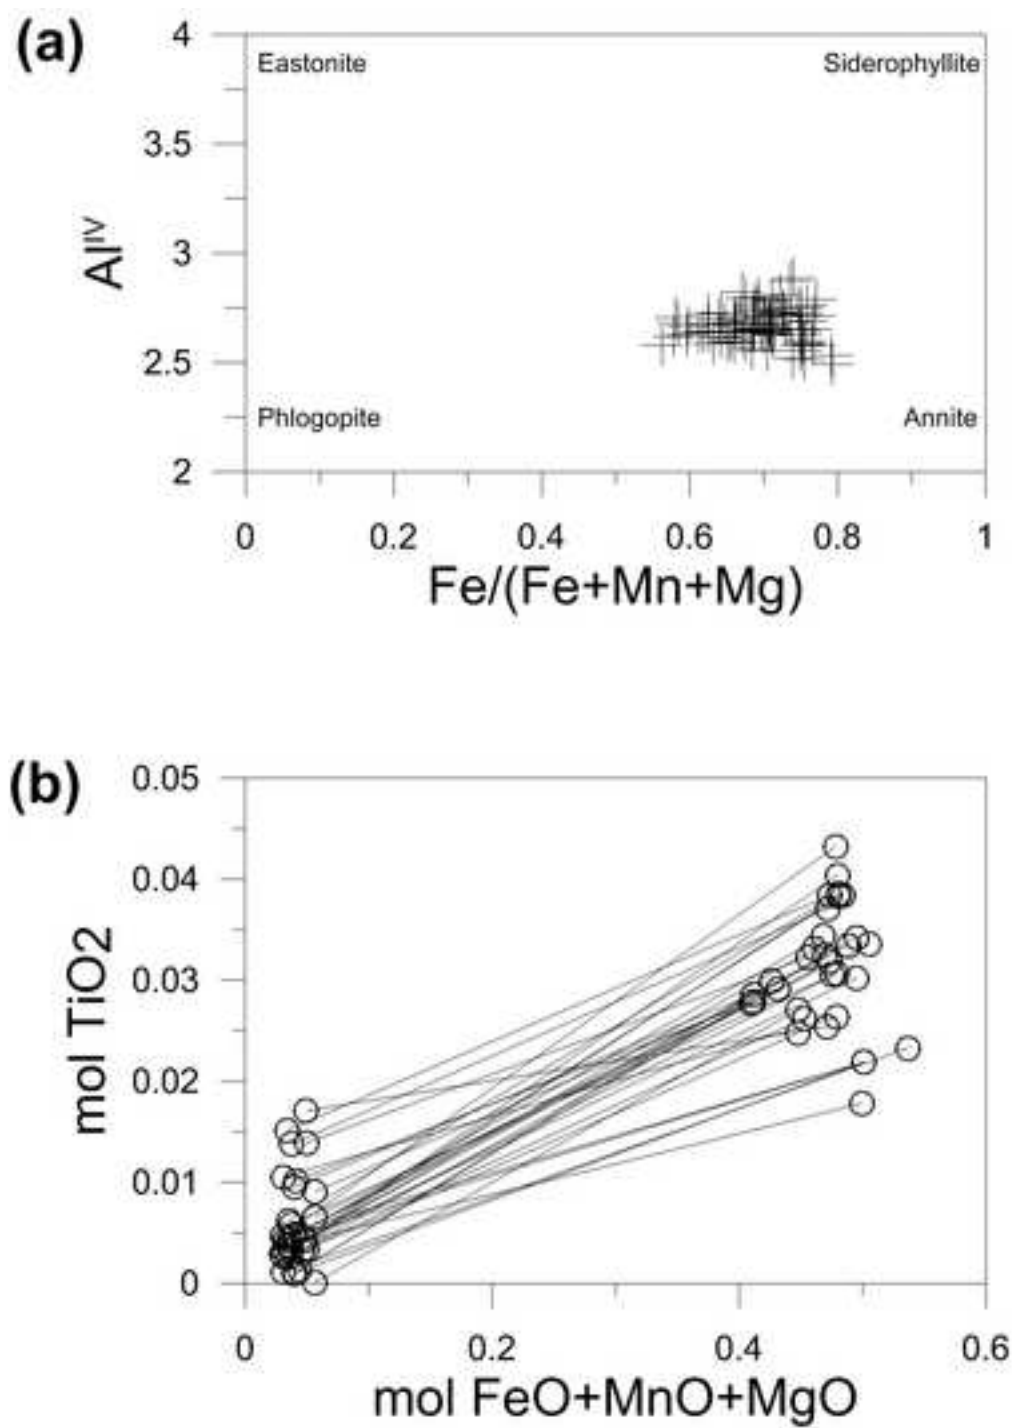 (a)
4
Eastonite
Siderophyllite
3.5
Al^IV
3
2.5
Phlogopite
Annite
2
0 0.2 0.4 0.6 0.8 1
Fe/(Fe+Mn+Mg)
(b)
0.05
0.04
mol TiO2
0.03
0.02
0.01
0
0 0.2 0.4 0.6
mol FeO+MnO+MgO